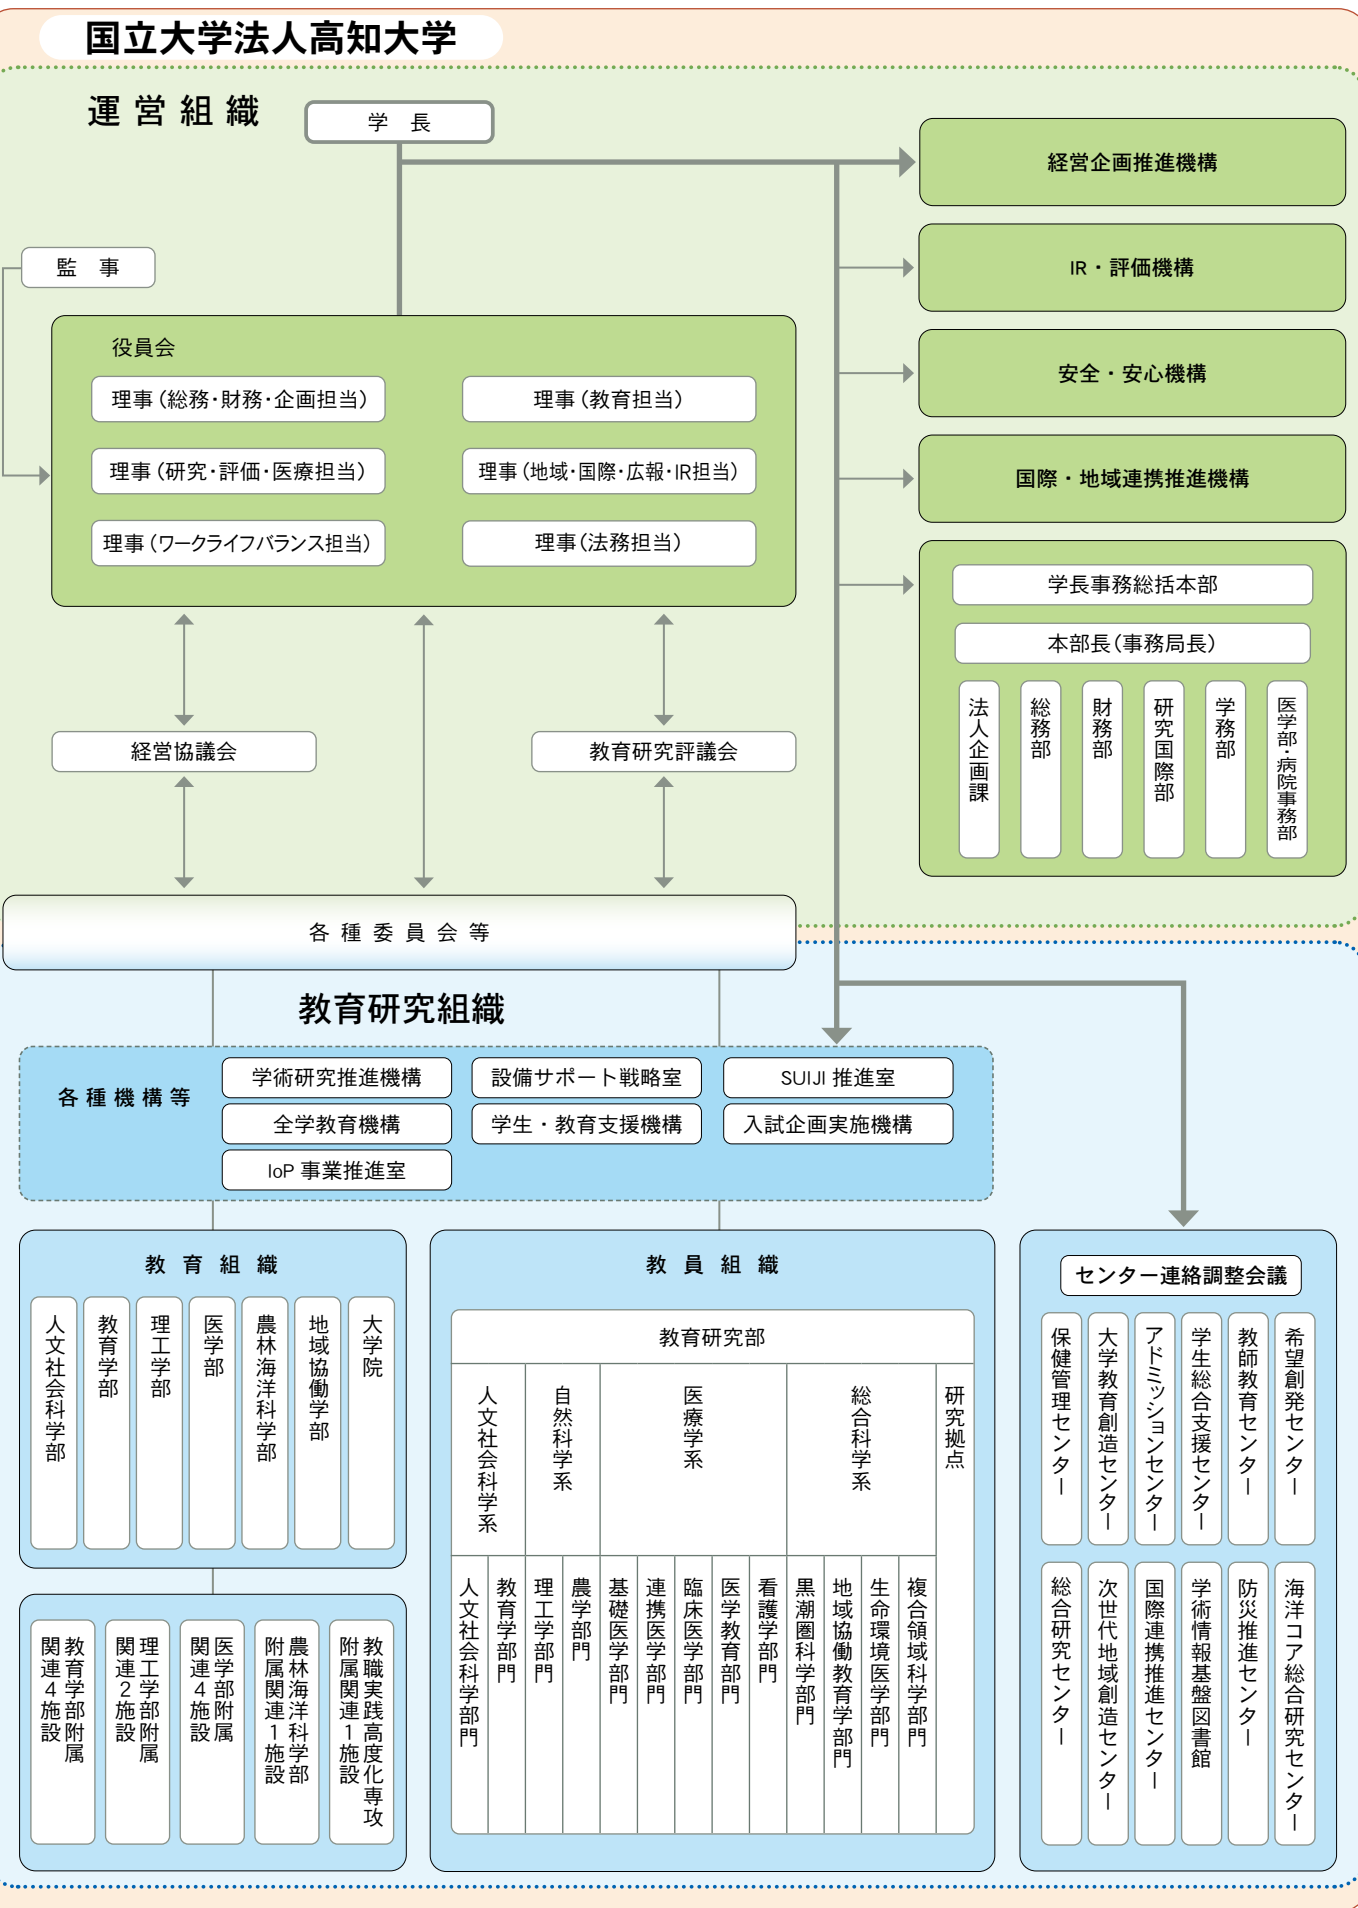 国立大学法人高知大学
運営組織
学　長
監　事
役員会
理事（総務・財務・企画担当）
理事（教育担当）
理事（研究・評価・医療担当）
理事（地域・国際・広報・IR担当）
理事（ワークライフバランス担当）
理事（法務担当）
経営協議会
教育研究評議会
各種委員会等
経営企画推進機構
IR・評価機構
安全・安心機構
国際・地域連携推進機構
学長事務総括本部
本部長（事務局長）
法人企画課
総務部
財務部
研究国際部
学務部
医学部・病院事務部
教育研究組織
各種機構等
学術研究推進機構
設備サポート戦略室
SUIJI 推進室
全学教育機構
学生・教育支援機構
入試企画実施機構
IoP 事業推進室
教育組織
人文社会科学部
教育学部
理工学部
医学部
農林海洋科学部
地域協働学部
大学院
教育学部附属
関連４施設
理工学部附属
関連２施設
医学部附属
関連４施設
農林海洋科学部
附属関連１施設
教職実践高度化専攻
附属関連１施設
教員組織
教育研究部
人文社会科学系
自然科学系
医療学系
総合科学系
研究拠点
人文社会科学部門
教育学部門
理工学部門
農学部門
基礎医学部門
連携医学部門
臨床医学部門
医学教育部門
看護学部門
黒潮圏科学部門
地域協働教育学部門
生命環境医学部門
複合領域科学部門
センター連絡調整会議
保健管理センター
大学教育創造センター
アドミッションセンター
学生総合支援センター
教師教育センター
希望創発センター
総合研究センター
次世代地域創造センター
国際連携推進センター
学術情報基盤図書館
防災推進センター
海洋コア総合研究センター